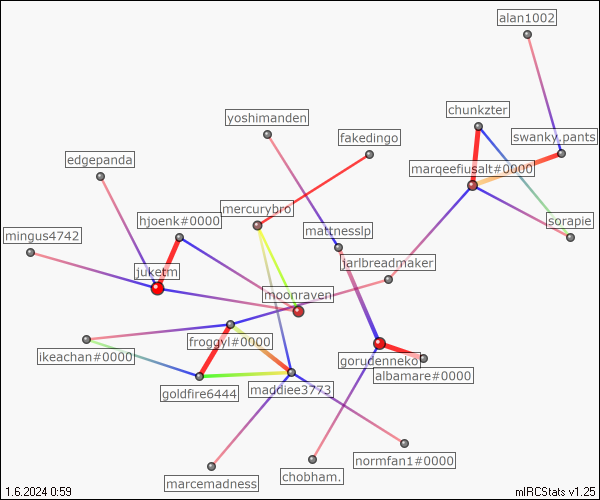 alan1002
chunkzter
swanky.pants
yoshimanden
fakedingo
marqeefiusalt#0000
edgepanda
mercurybro
hjoenk#0000
mattnesslp
sorapie
mingus4742
jarlbreadmaker
juketm
moonraven
froggyl#0000
ikeachan#0000
gorudenneko
albamare#0000
goldfire6444
maddiee3773
normfan1#0000
marcemadness
chobham.
1.6.2024 0:59
mIRCStats v1.25